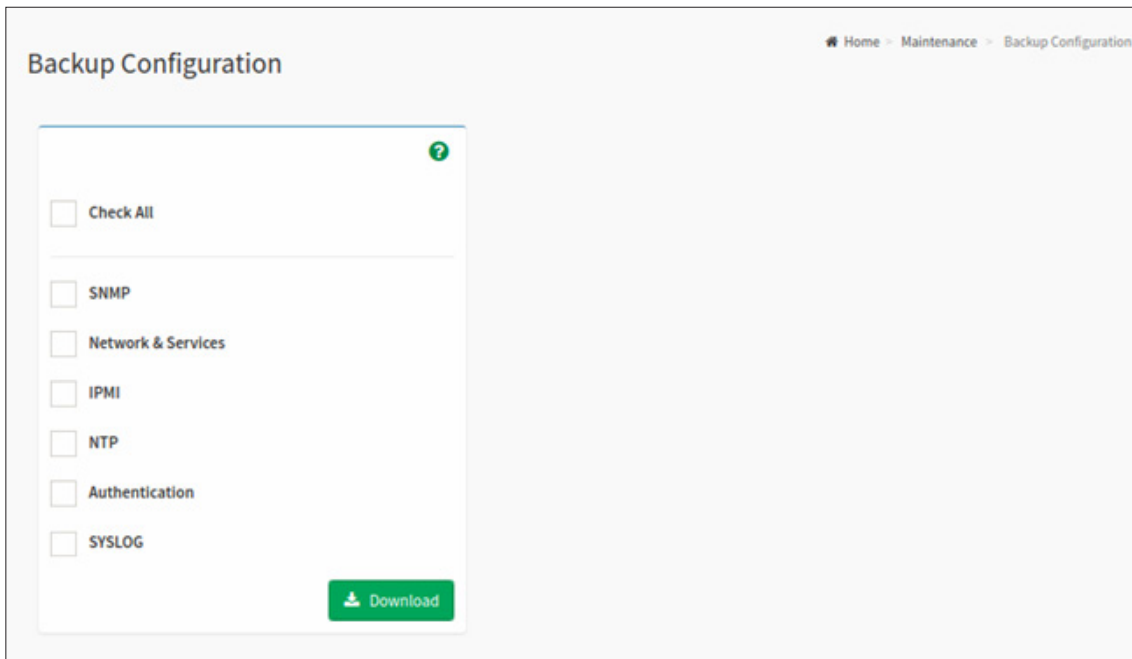 Home > Maintenance > Backup Configuration
Backup Configuration
Check All
SNMP
Network & Services
IPMI
NTP
Authentication
SYSLOG
Download